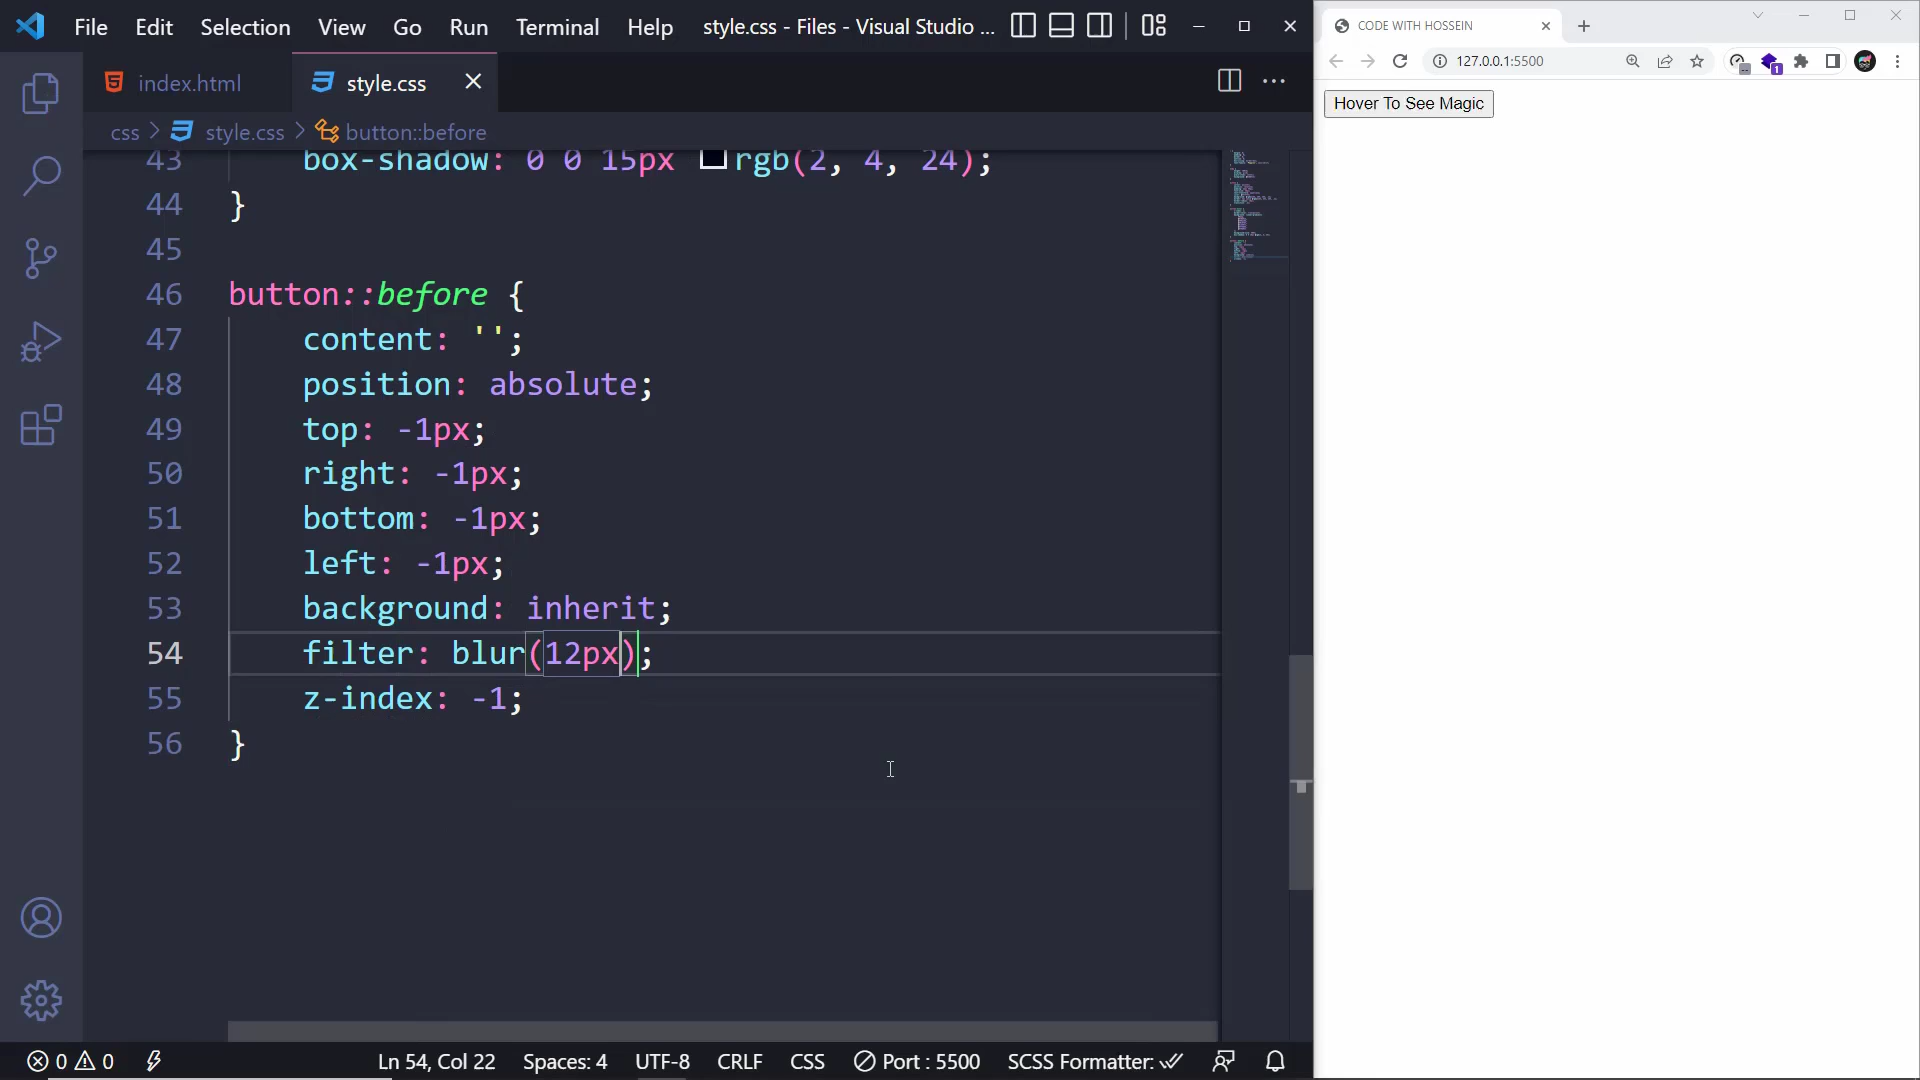 File Edit Selection View Go Run Terminal Help style.css - Files - Visual Studio ...
index.html style.css
css > style.css > button::before
43 box-shadow: 0 0 15px rgb(2, 4, 24);
44 }
45
46 button::before {
47 content: '';
48 position: absolute;
49 top: -1px;
50 right: -1px;
51 bottom: -1px;
52 left: -1px;
53 background: inherit;
54 filter: blur(12px);
55 z-index: -1;
56 }
0 0 Ln 54, Col 22 Spaces: 4 UTF-8 CRLF CSS Port : 5500 SCSS Formatter:
CODE WITH HOSSEIN
127.0.0.1:5500
1
Hover To See Magic